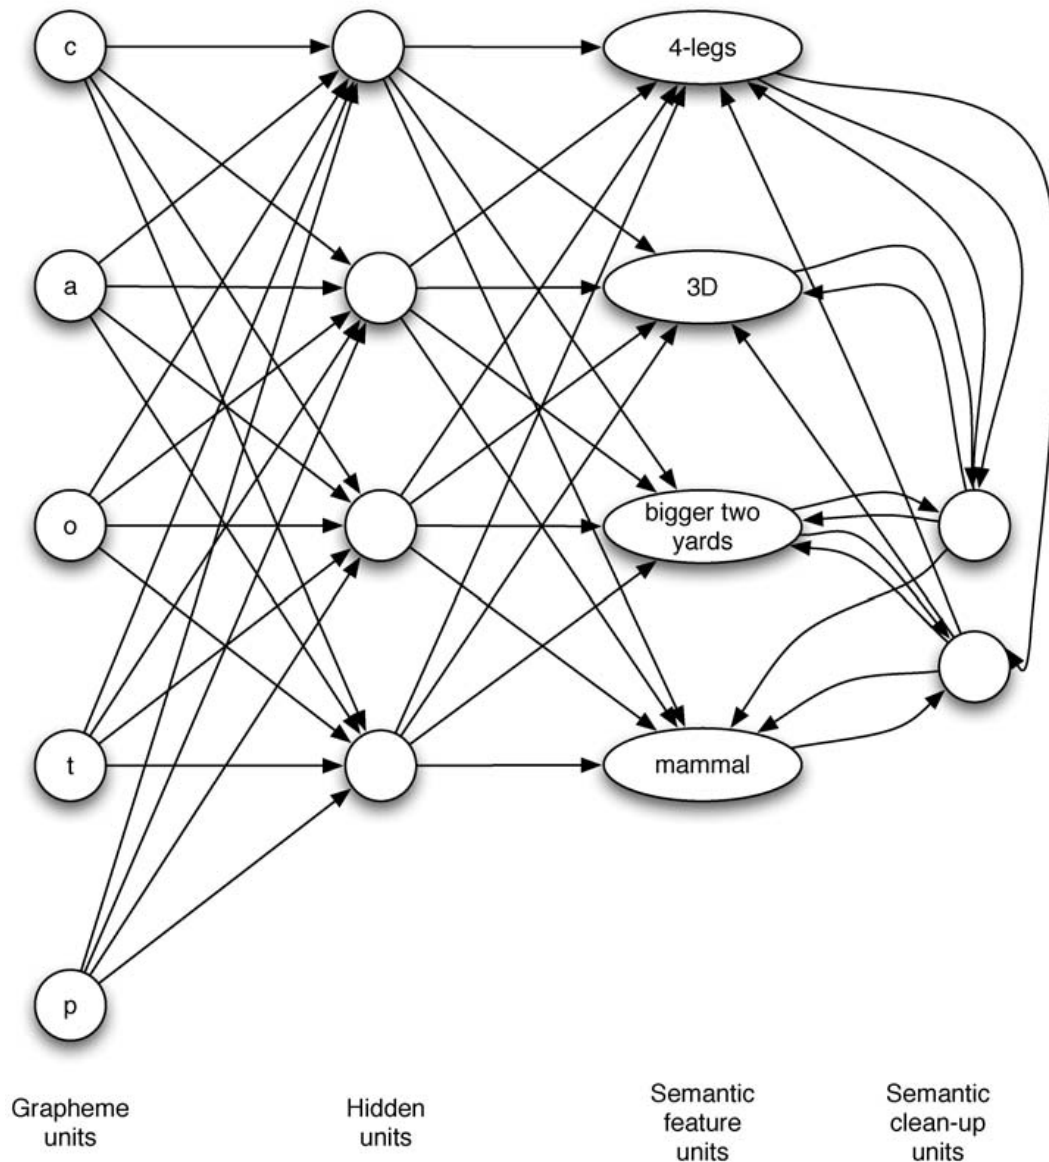 c
4-legs
a
3D
o
bigger two
yards
t
mammal
p
Grapheme
units
Hidden
units
Semantic
feature
units
Semantic
clean-up
units